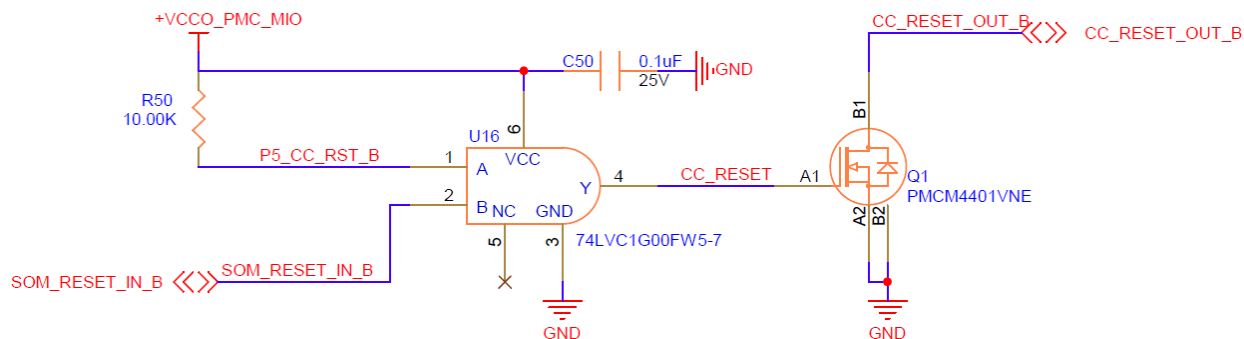 +VCCO_PMC_MIO
CC_RESET_OUT_B
CC_RESET_OUT_B
C50
0.1uF
25V
GND
R50
10.00K
B1
U16
6
VCC
P5_CC_RST_B
1
A
Y
4
CC_RESET
A1
Q1
PMCM4401VNE
2
B
NC
GND
A2
B2
5
3
74LVC1G00FW5-7
SOM_RESET_IN_B
SOM_RESET_IN_B
GND
GND